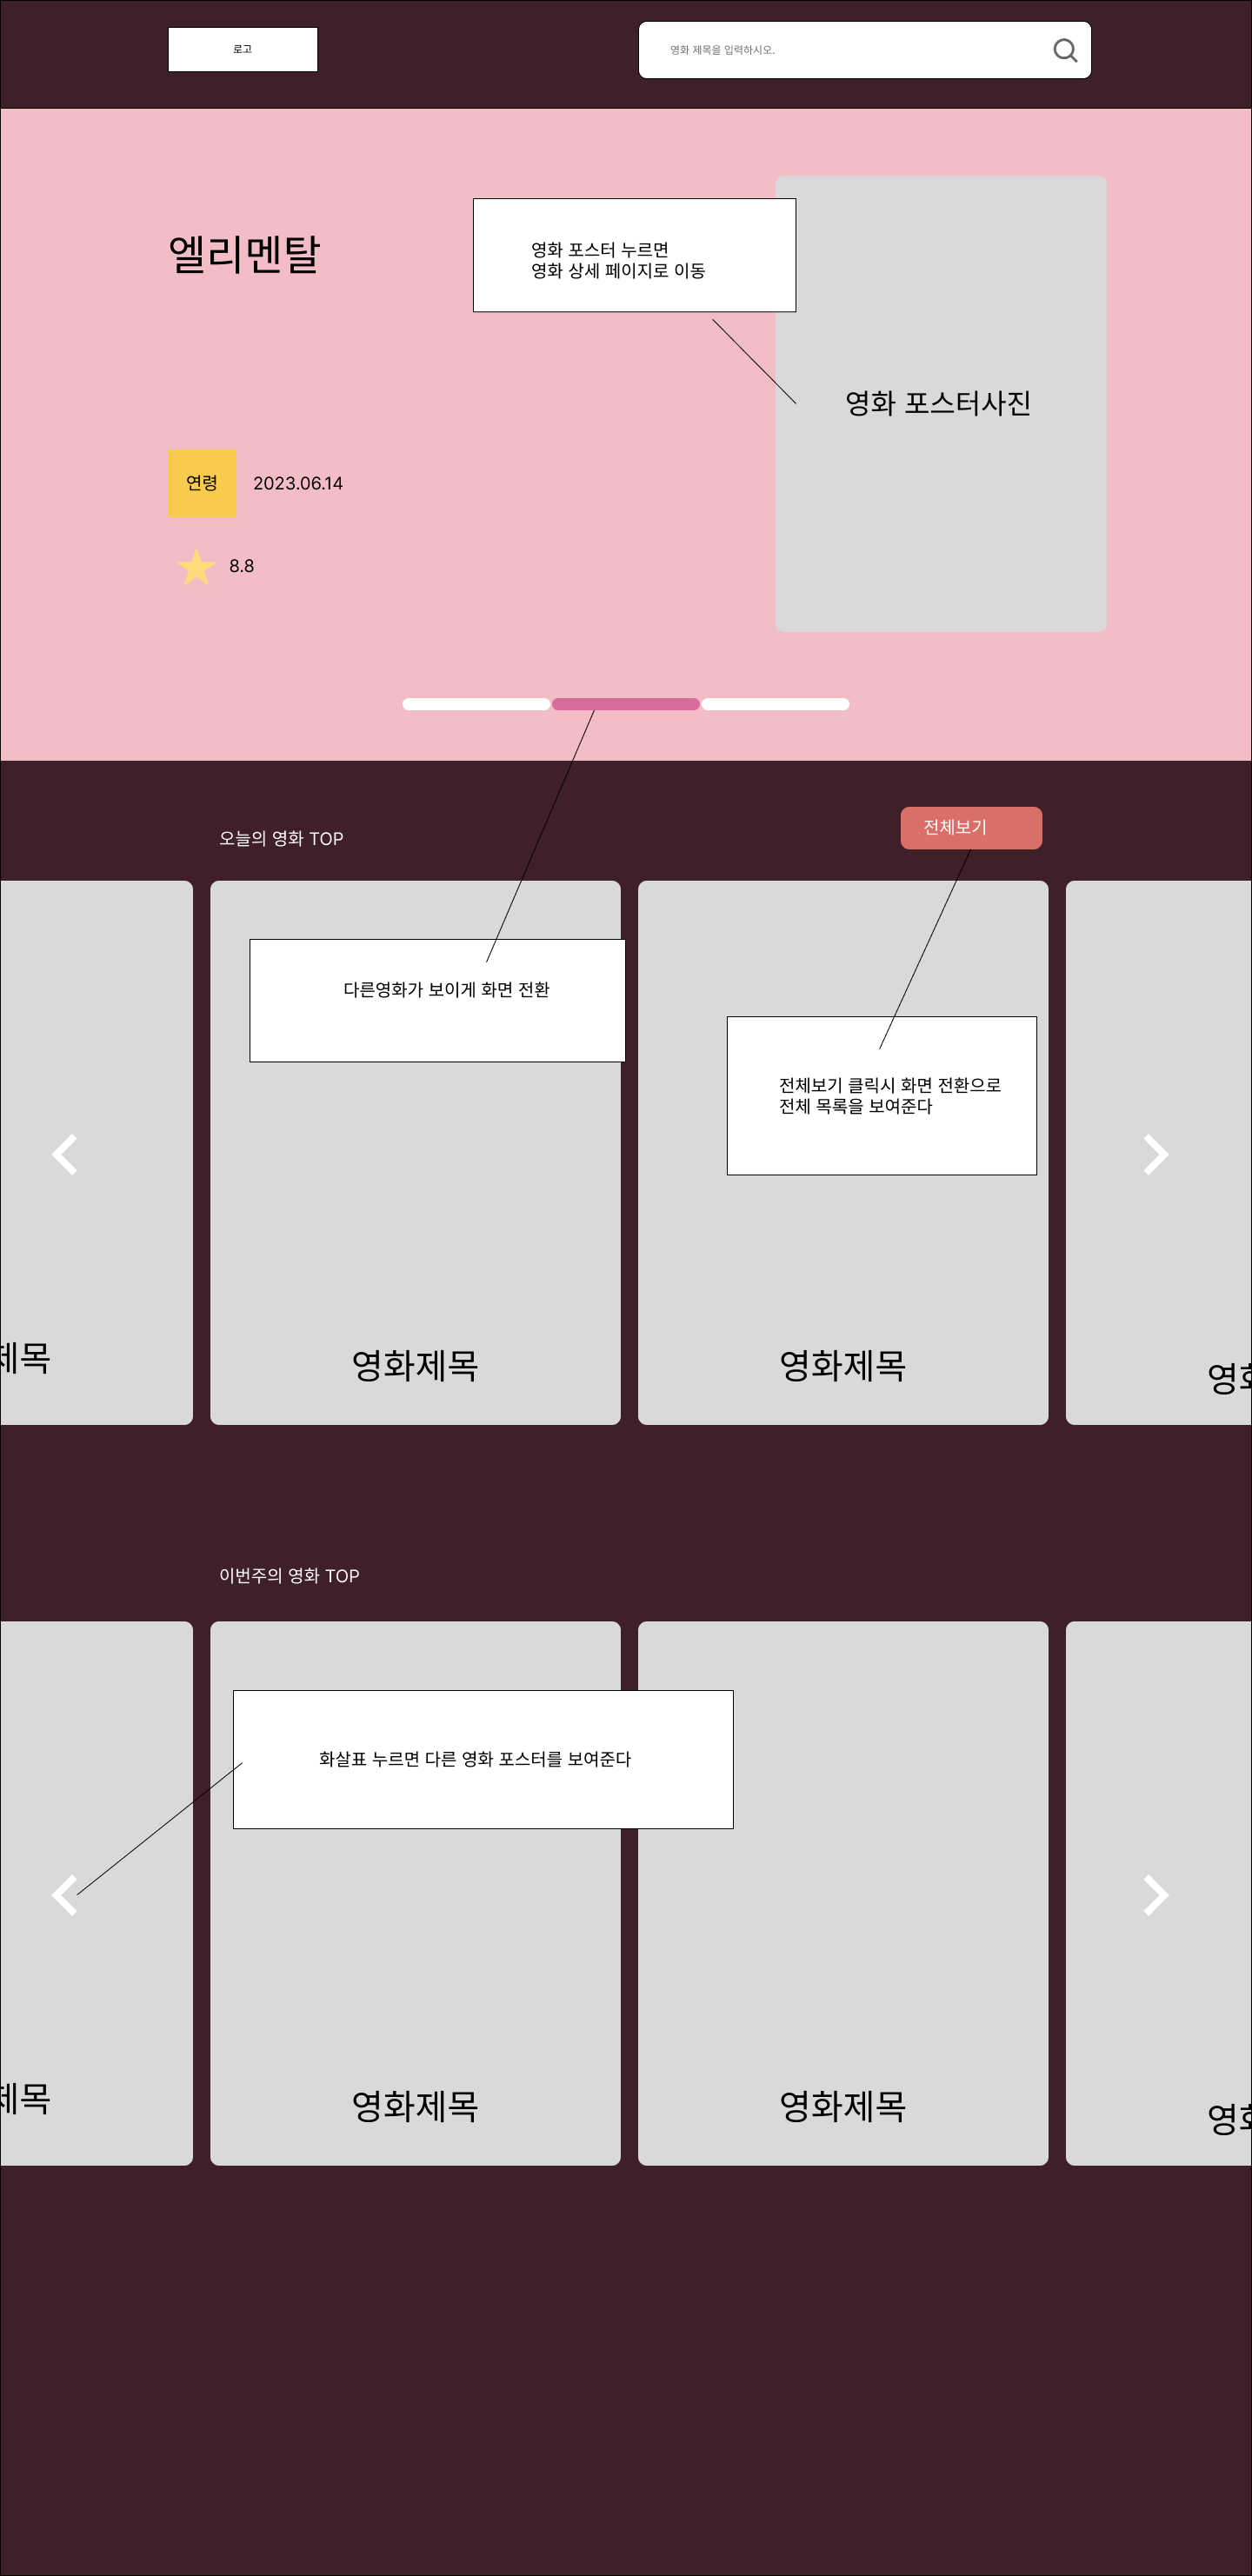 로고
영화 제목을 입력하시오.
엘리멘탈
영화 포스터 누르면
영화 상세 페이지로 이동
영화 포스터사진
연령
2023.06.14
8.8
오늘의 영화 TOP
전체보기
다른영화가 보이게 화면 전환
전체보기 클릭시 화면 전환으로
전체 목록을 보여준다
제목
영화제목
영화제목
영화
이번주의 영화 TOP
화살표 누르면 다른 영화 포스터를 보여준다
제목
영화제목
영화제목
영화